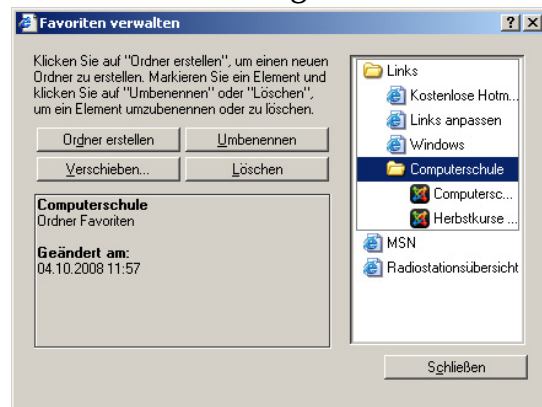 Favoriten verwalten
Klicken Sie auf "Ordner erstellen", um einen neuen
Ordner zu erstellen. Markieren Sie ein Element und
klicken Sie auf "Umbenennen" oder "Löschen",
um ein Element umzubenennen oder zu löschen.
Ordner erstellen
Umbenennen
Verschieben...
Löschen
Computerschule
Ordner Favoriten
Geändert am:
04.10.2008 11:57
Links
Kostenlose Hotm...
Links anpassen
Windows
Computerschule
Computersc...
Herbstkurse ...
MSN
Radiostationsübersicht
Schließen